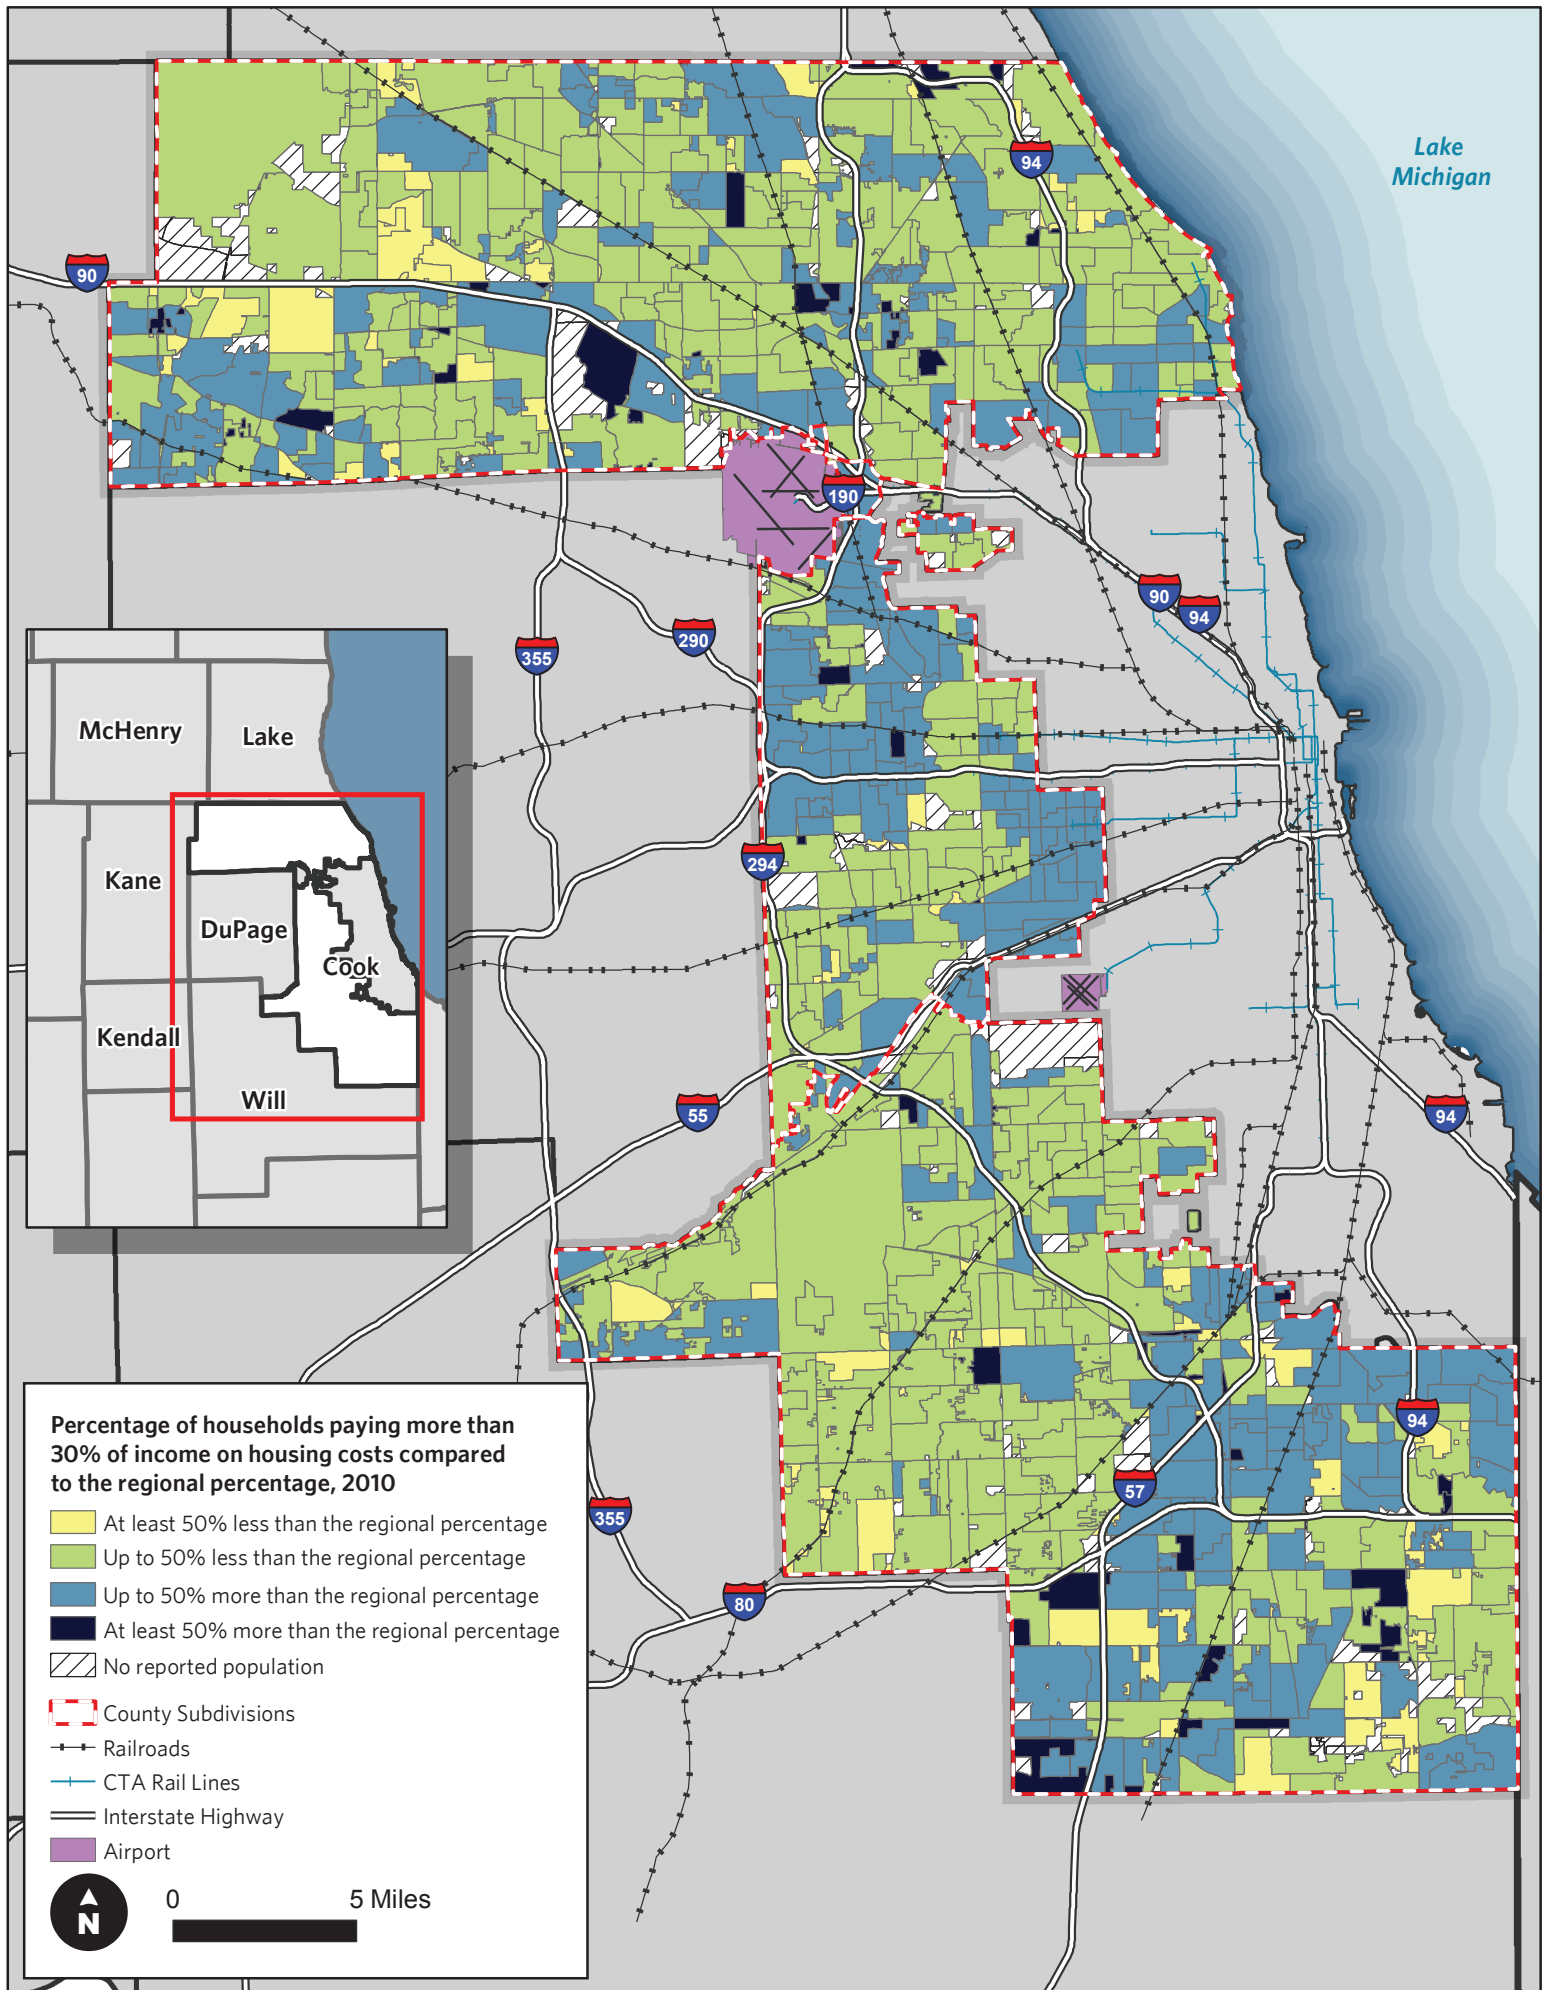 Lake
Michigan
94
90
190
90
94
290
355
McHenry
Lake
294
Kane
DuPage
Cook
Kendall
Will
55
94
94
57
355
80
Percentage of households paying more than
30% of income on housing costs compared
to the regional percentage, 2010
At least 50% less than the regional percentage
Up to 50% less than the regional percentage
Up to 50% more than the regional percentage
At least 50% more than the regional percentage
No reported population
County Subdivisions
Railroads
CTA Rail Lines
Interstate Highway
Airport
N
0 5 Miles